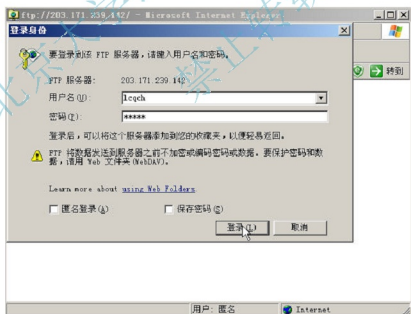 ftp://203.171.239.142/ - Microsoft Internet Explorer
登录身份
要登录到该 FTP 服务器，请键入用户名和密码。
FTP 服务器: 203.171.239.142
转到
用户名(U): lcqch
密码(P): *****
登录后，可以将这个服务器添加到您的收藏夹，以便轻易返回。
FTP 将数据发送到服务器之前不加密或编码密码或数据。要保护密码和数
据，请用 Web 文件夹(WebDAV)。
Learn more about using Web Folders.
匿名登录(A) 保存密码(S)
登录(L) 取消
用户: 匿名 Internet